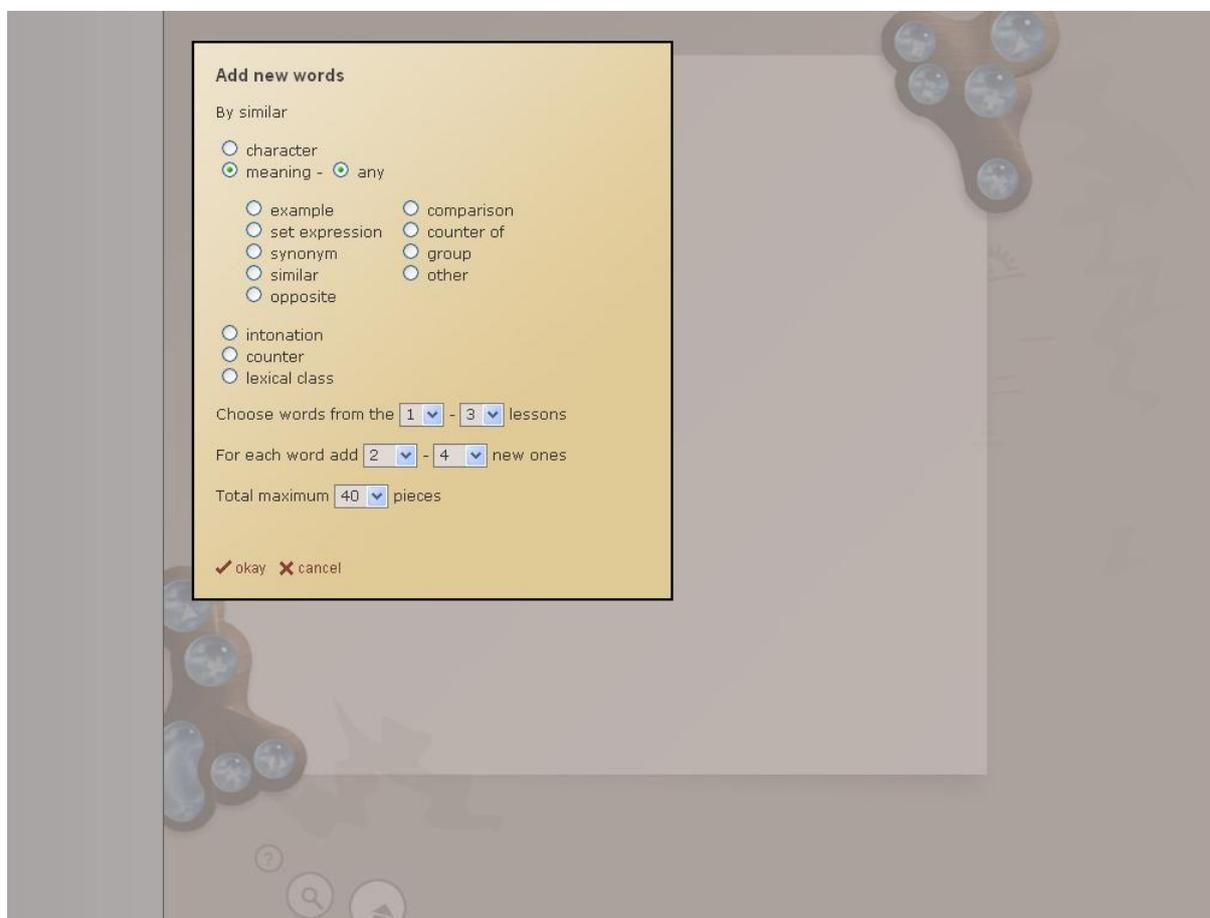 Add new words
By similar
character
meaning - any
example comparison
set expression counter of
synonym group
similar other
opposite
intonation
counter
lexical class
Choose words from the 1 - 3 lessons
For each word add 2 - 4 new ones
Total maximum 40 pieces
okay cancel
?